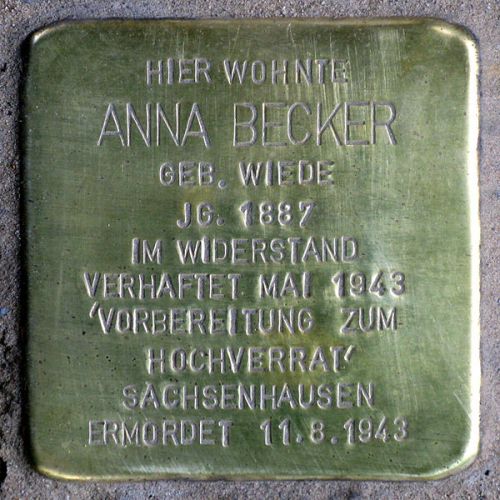 HIER WOHNTE
ANNA BECKER
GEB. WIEDE
JG. 1887
IM WIDERSTAND
VERHAFTET MAI 1943
'VORBEREITUNG ZUM
HOCHVERRAT'
SACHSENHAUSEN
ERMORDET 11.8.1943